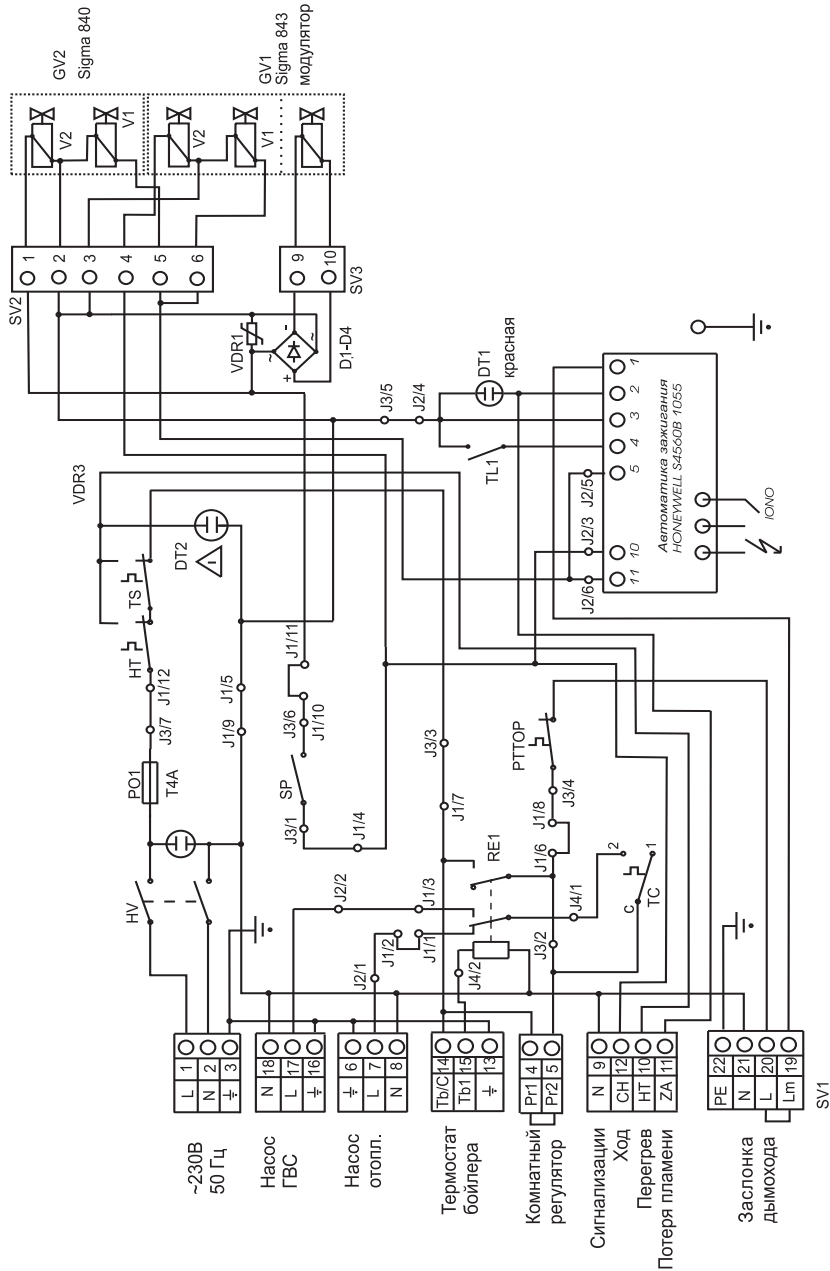 GV2
Sigma 840
GV1
Sigma 843
модулятор
V2
V1
V2
V1
SV2
1
2
3
4
5
6
9
10
SV3
VDR1
~
-
+
~
D1-D4
VDR3
DT2
TS
HT
J1/12
J3/7
PO1
T4A
HV
J1/5
J1/9
J1/11
J3/6
J1/10
SP
J3/1
J1/4
J3/5
J2/4
DT1
красная
TL1
1
2
3
4
5
10
11
J2/5
J2/3
J2/6
Автоматика зажигания
HONEYWELL S4560B 1055
IONO
J3/3
J1/7
PTTOP
J3/4
J1/8
J1/6
RE1
J2/2
J1/3
J1/2
J1/1
J2/1
J4/2
J4/1
J3/2
2
1
C
TC
~230В
50 Гц
L 1
N 2
3
Насос
ГВС
N 18
L 17
16
Насос
отопл.
6
L 7
N 8
Термостат
бойлера
Tb/C 14
Tb1 15
13
Комнатный
регулятор
Pr1 4
Pr2 5
Сигнализации
Ход
Перегрев
Потеря пламени
N 9
CH 12
HT 10
ZA 11
Заслонка
дымохода
PE 22
N 21
L 20
Lm 19
SV1